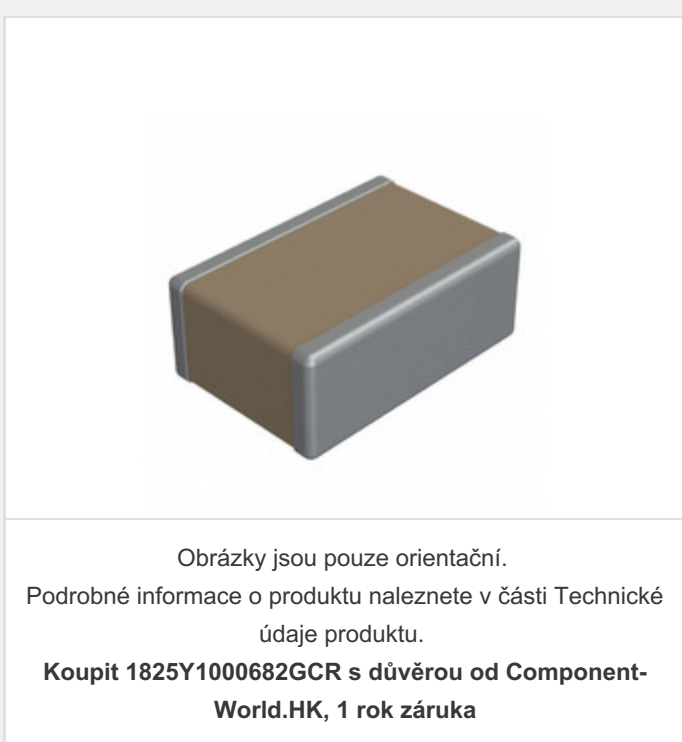 Obrázky jsou pouze orientační.
Podrobné informace o produktu naleznete v části Technické
údaje produktu.
Koupit 1825Y1000682GCR s důvěrou od Component-
World.HK, 1 rok záruka